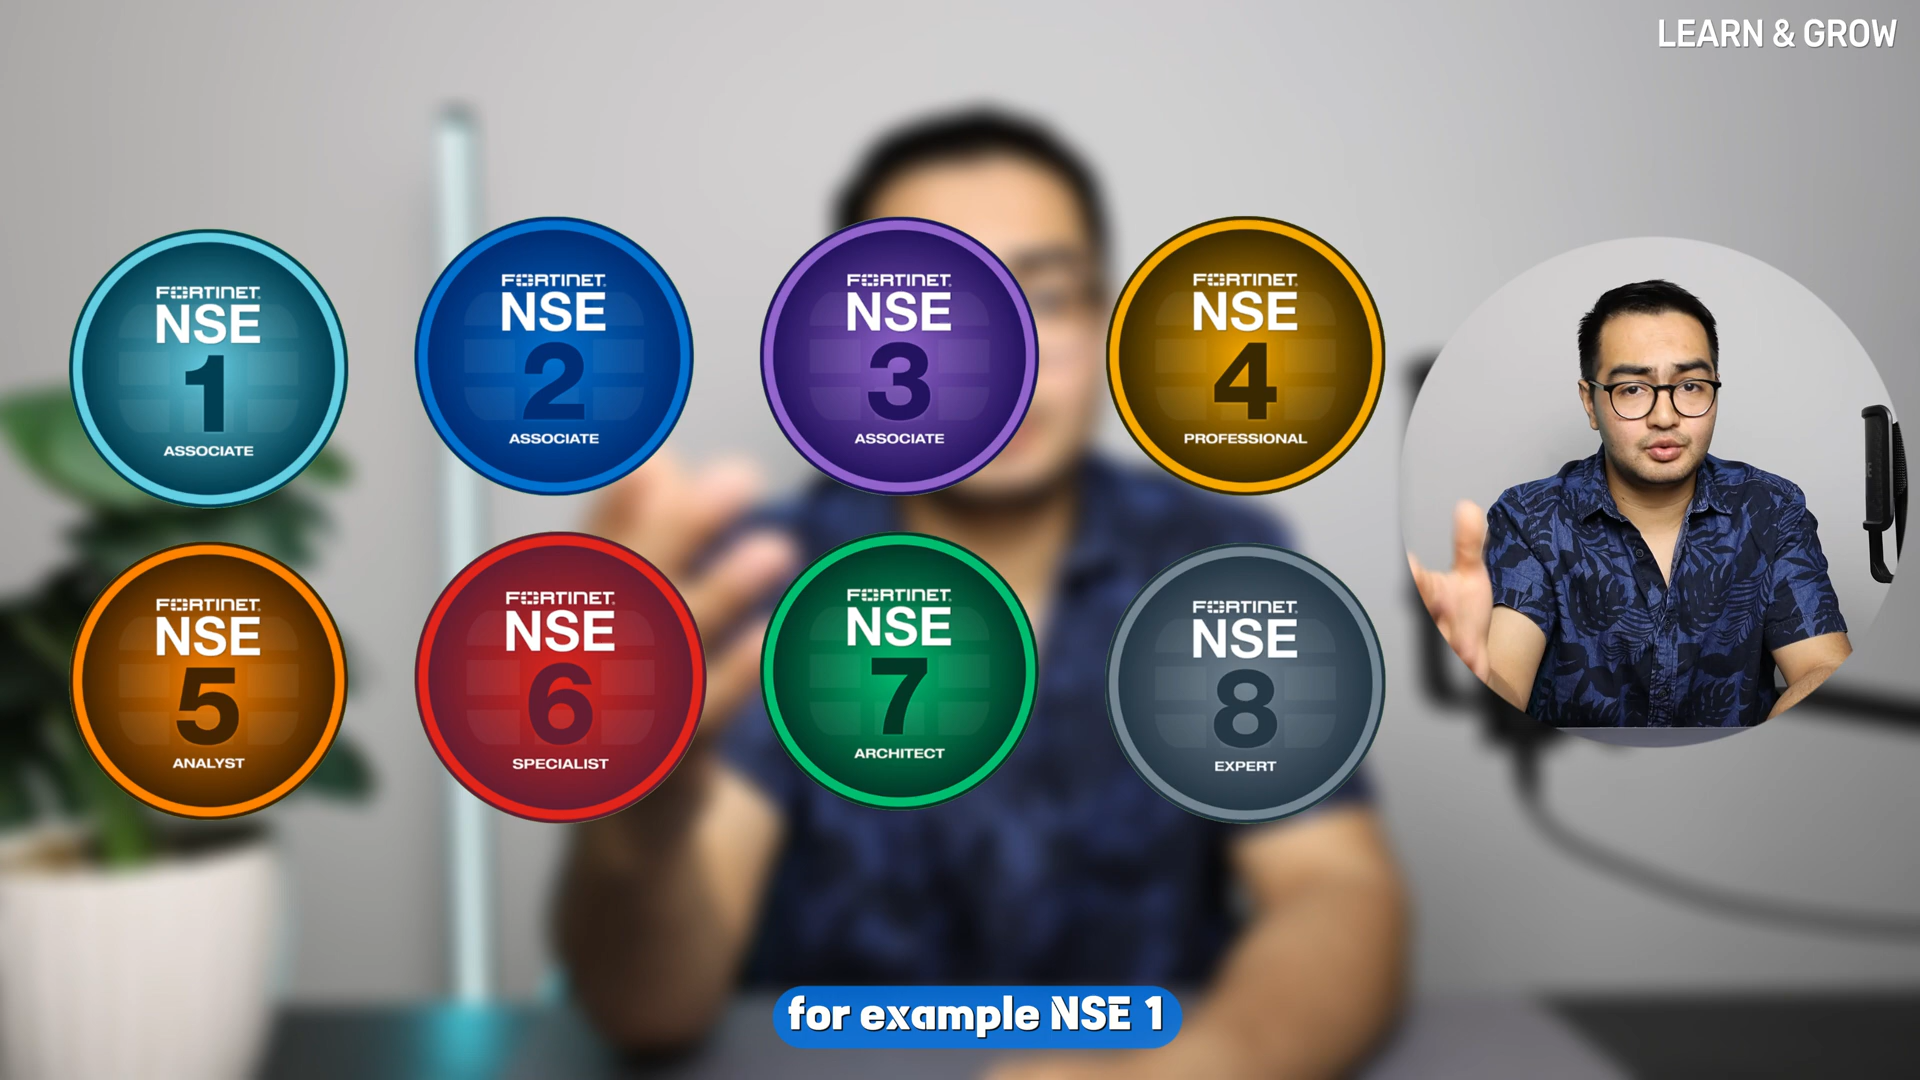 LEARN & GROW
FORTINET
NSE
1
ASSOCIATE
FORTINET
NSE
2
ASSOCIATE
FORTINET
NSE
3
ASSOCIATE
FORTINET
NSE
4
PROFESSIONAL
FORTINET
NSE
5
ANALYST
FORTINET
NSE
6
SPECIALIST
FORTINET
NSE
7
ARCHITECT
FORTINET
NSE
8
EXPERT
for example NSE 1